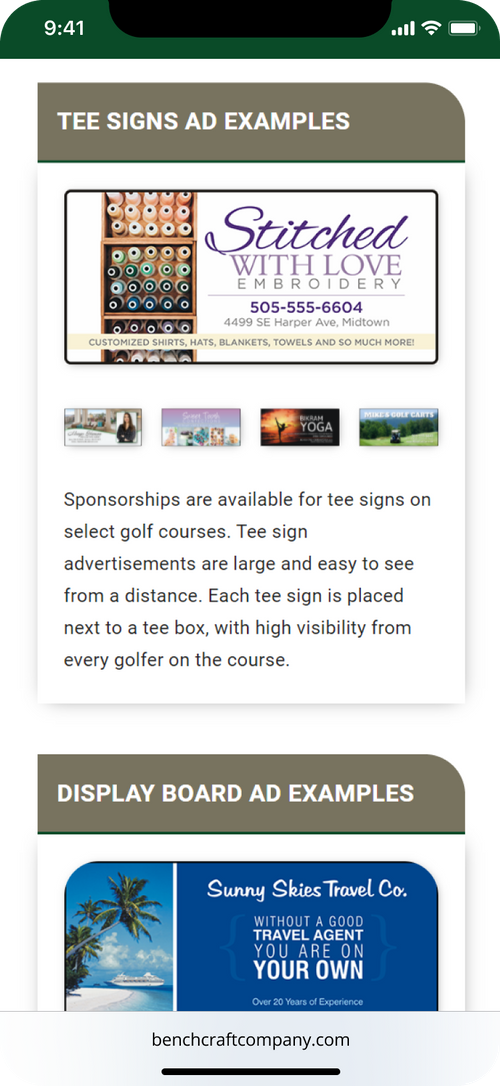 9:41
TEE SIGNS AD EXAMPLES
Stitched
WITH LOVE
EMBROIDERY
505-555-6604
4499 SE Harper Ave, Midtown
CUSTOMIZED SHIRTS, HATS, BLANKETS, TOWELS AND SO MUCH MORE!
BIKRAM
YOGA
MIKE'S GOLF CARTS
Sponsorships are available for tee signs on
select golf courses. Tee sign
advertisements are large and easy to see
from a distance. Each tee sign is placed
next to a tee box, with high visibility from
every golfer on the course.
DISPLAY BOARD AD EXAMPLES
Sunny Skies Travel Co.
WITHOUT A GOOD
TRAVEL AGENT
YOU ARE ON
YOUR OWN
Over 20 Years of Experience
benchcraftcompany.com